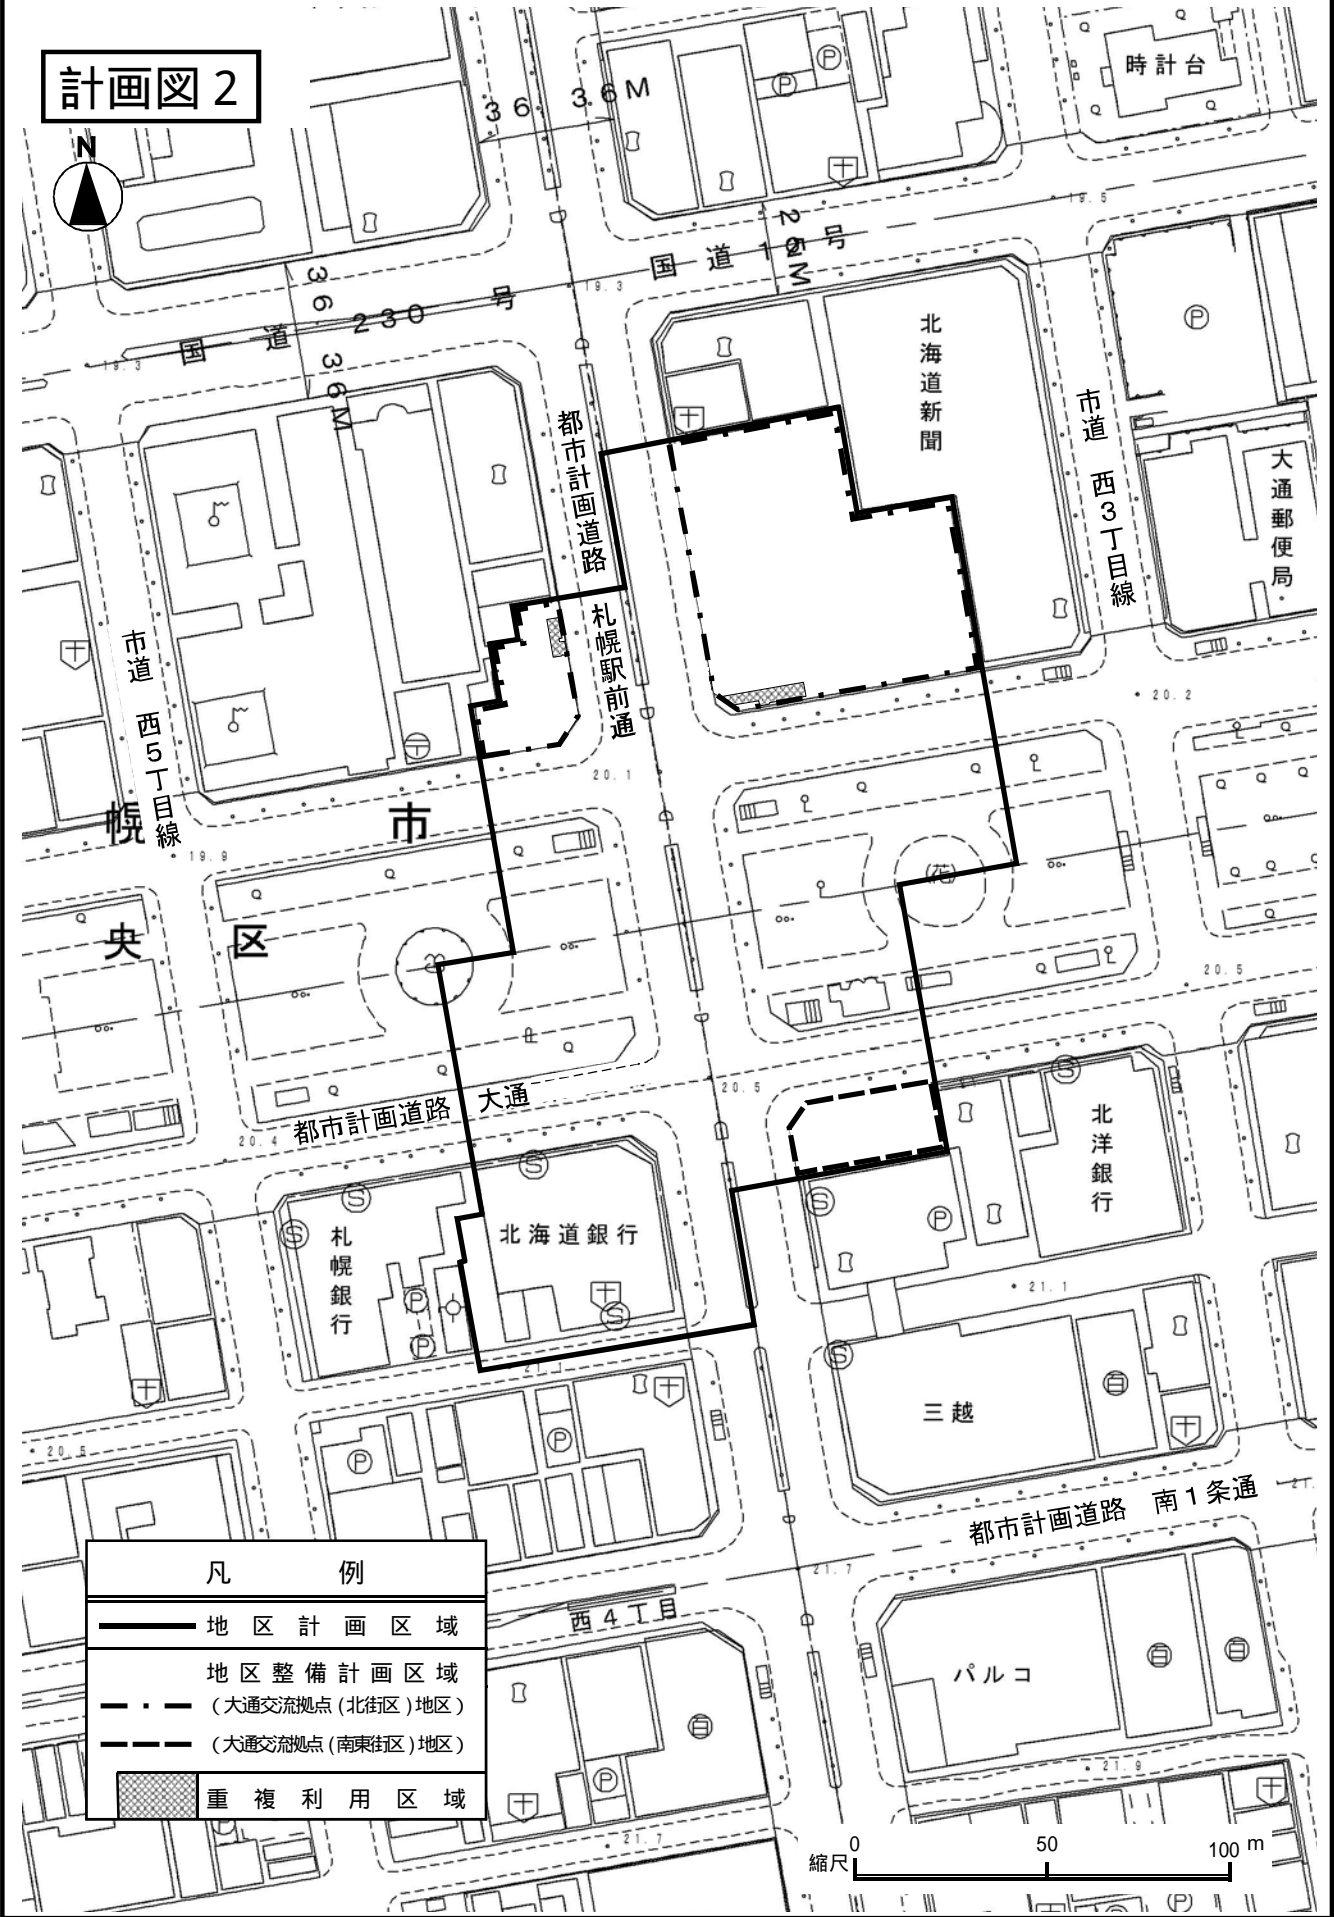 計画図２
N
時計台
36 36M
19.5
国道12号
25M
19.3
36. 36M
国道230号
19.3
北海道新聞
都市計画道路 札幌駅前通
市道 西３丁目線
大通郵便局
市道 西５丁目線
20.2
20.1
幌 市
19.9
(花)
央 区
20.5
20.5
都市計画道路 大通
20.4
北洋銀行
北海道銀行
札幌銀行
21.1
21.1
三越
20.5
都市計画道路 南１条通
21.
21.7
西４丁目
パルコ
21.9
21.7
凡 例
地区計画区域
地区整備計画区域
（大通交流拠点（北街区）地区）
（大通交流拠点（南東街区）地区）
重複利用区域
縮尺 0 50 100 m